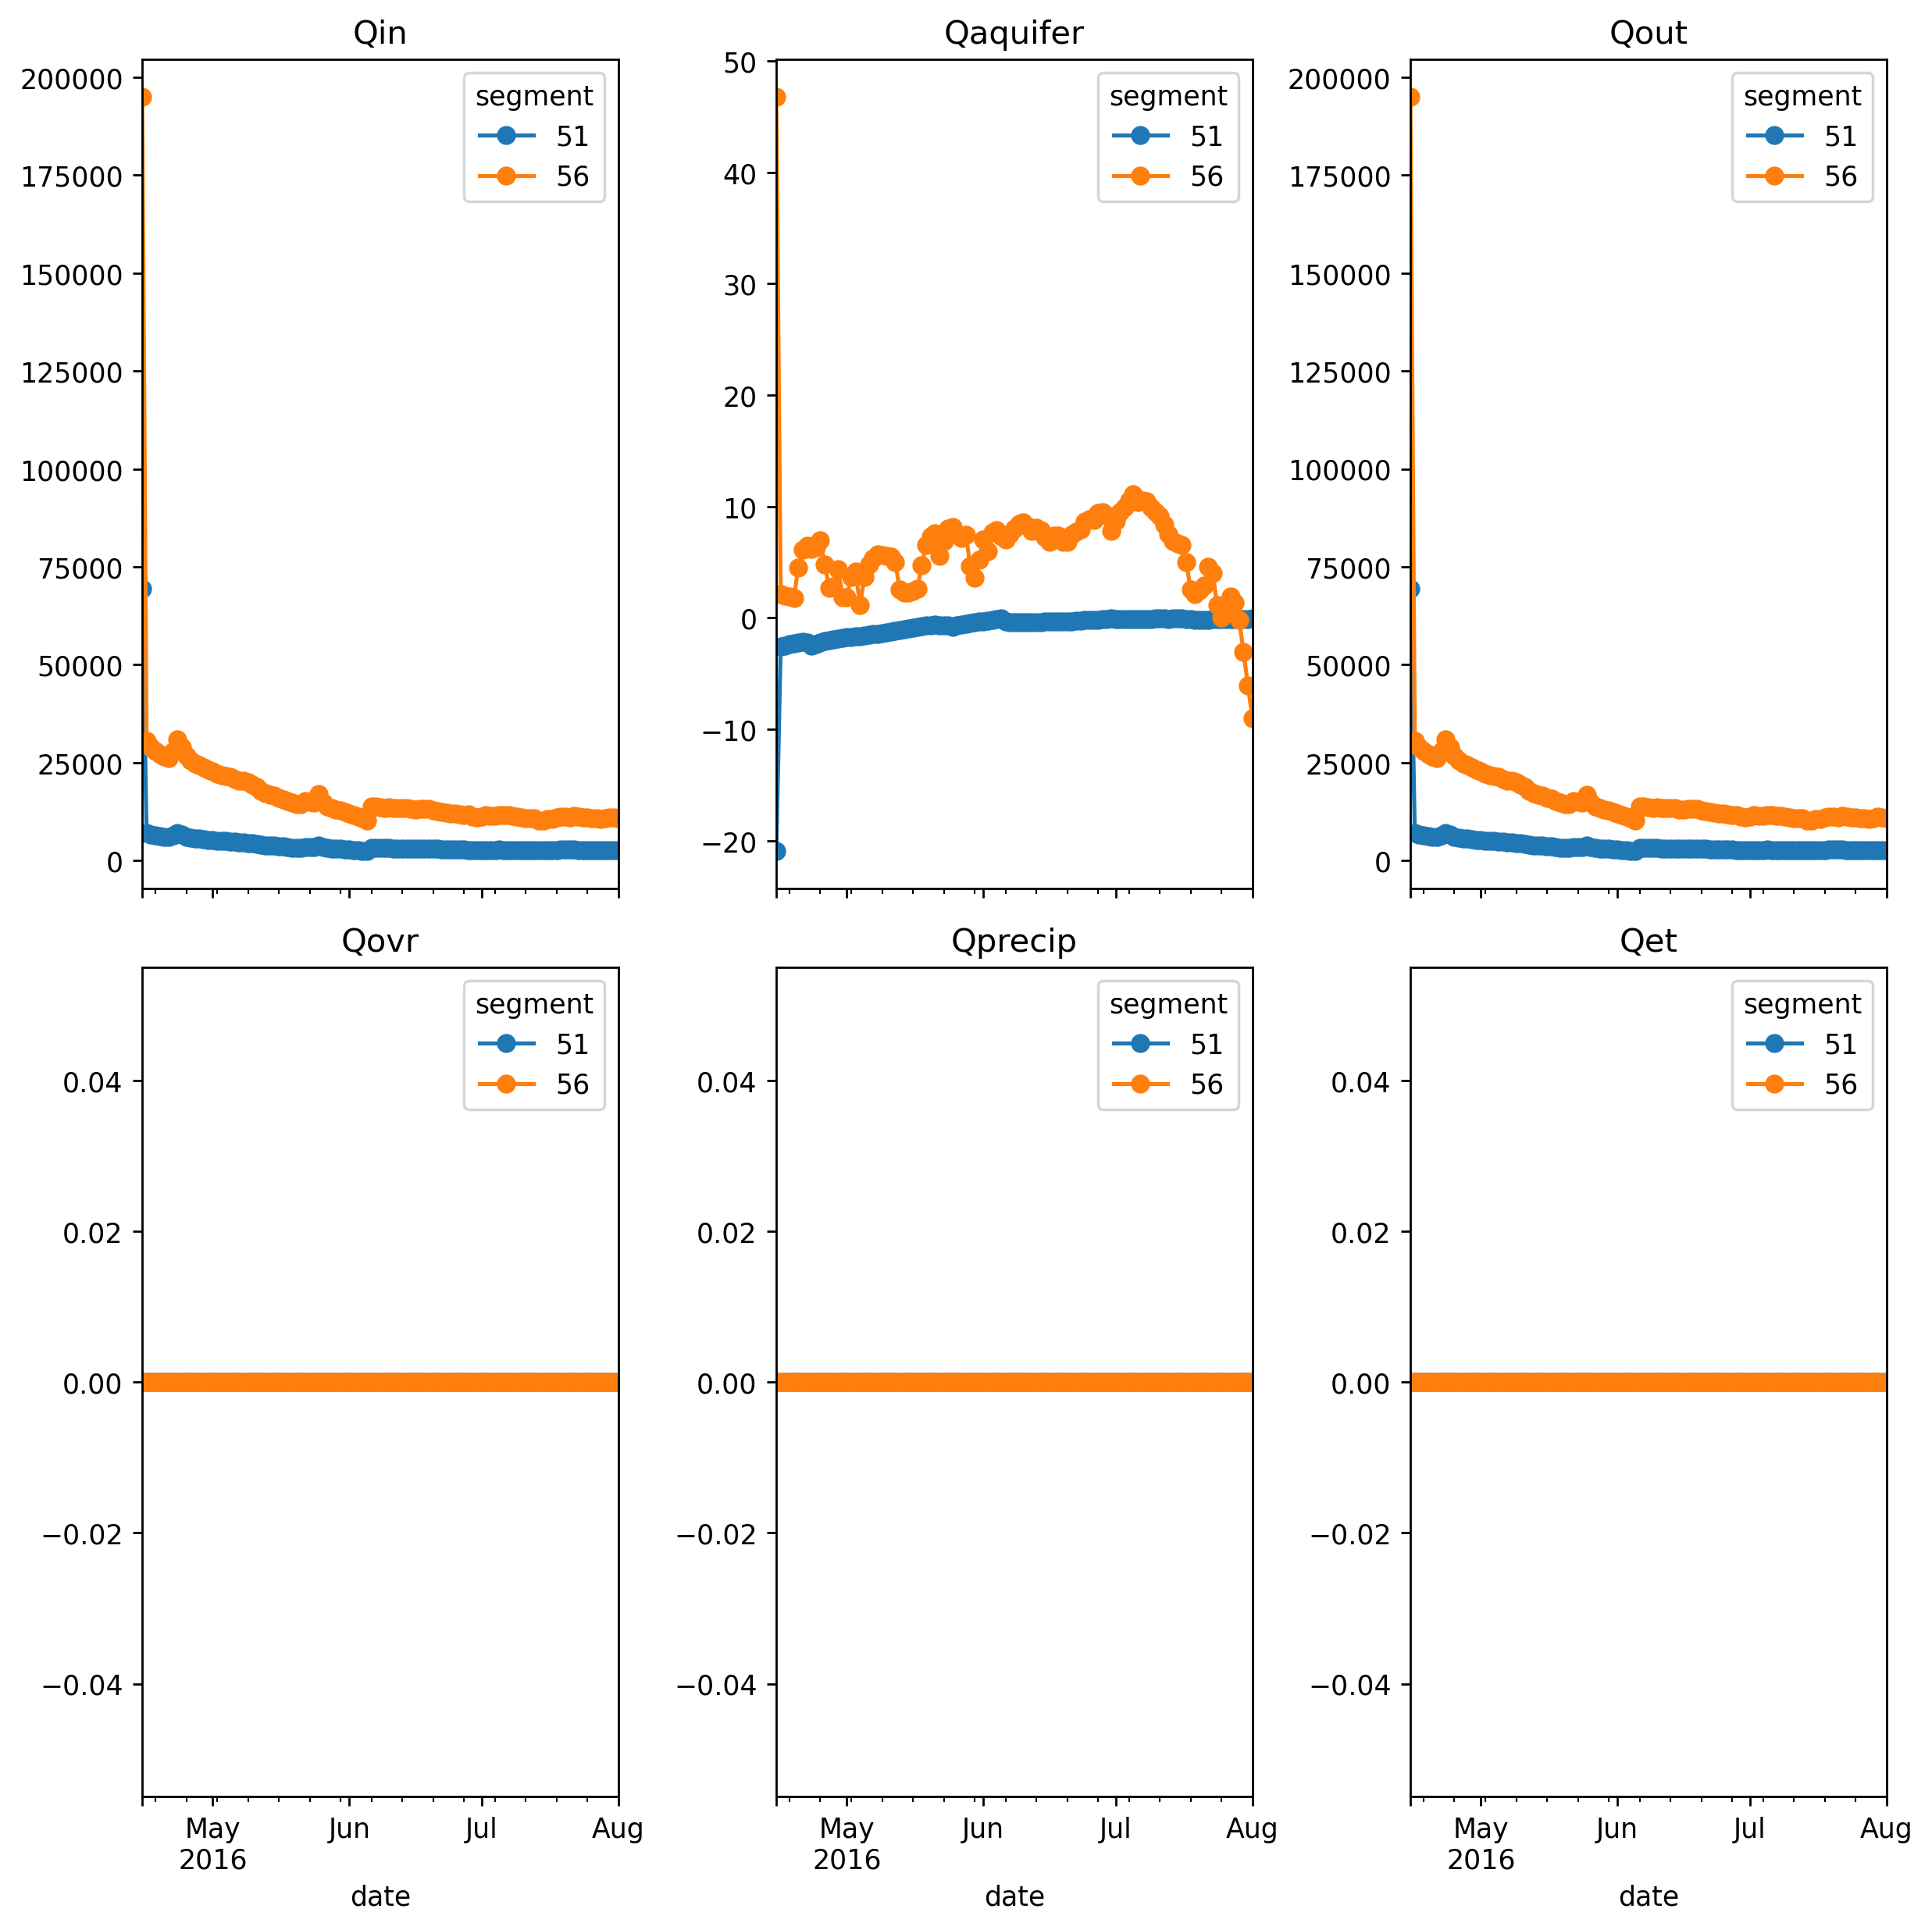 Qin
200000
175000
150000
125000
100000
75000
50000
25000
0
segment
51
56
Qaquifer
50
40
30
20
10
0
−10
−20
segment
51
56
Qout
200000
175000
150000
125000
100000
75000
50000
25000
0
segment
51
56
Qovr
0.04
0.02
0.00
−0.02
−0.04
segment
51
56
May
2016
Jun
Jul
Aug
date
Qprecip
0.04
0.02
0.00
−0.02
−0.04
segment
51
56
May
2016
Jun
Jul
Aug
date
Qet
0.04
0.02
0.00
−0.02
−0.04
segment
51
56
May
2016
Jun
Jul
Aug
date